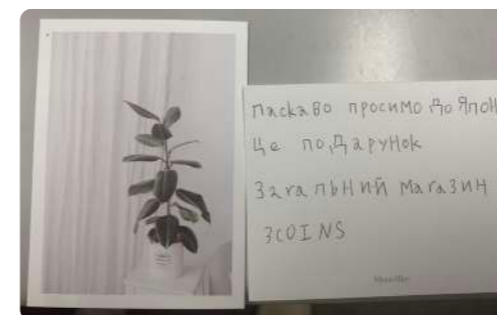 паскаво просимо до Япон
Це подарунок
Загальний магазин
3COINS